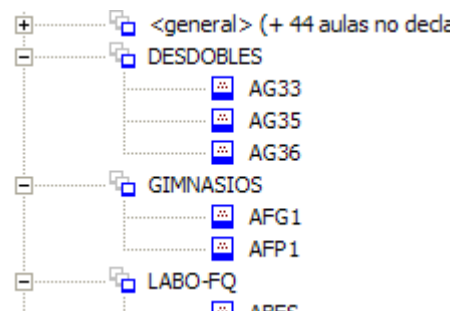 <general> (+ 44 aulas no decla
DESDOBLES
AG33
AG35
AG36
GIMNASIOS
AFG1
AFP1
LABO-FQ